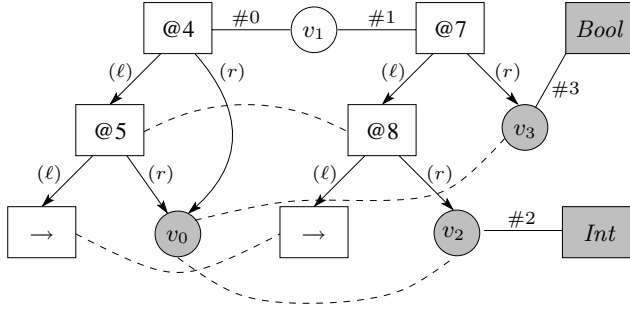 @4 #0 v₁ #1 @7 Bool
(ℓ) (r) (ℓ) (r) #3
@5 @8 v₃
(ℓ) (r) (ℓ) (r)
→ v₀ → v₂ #2 Int